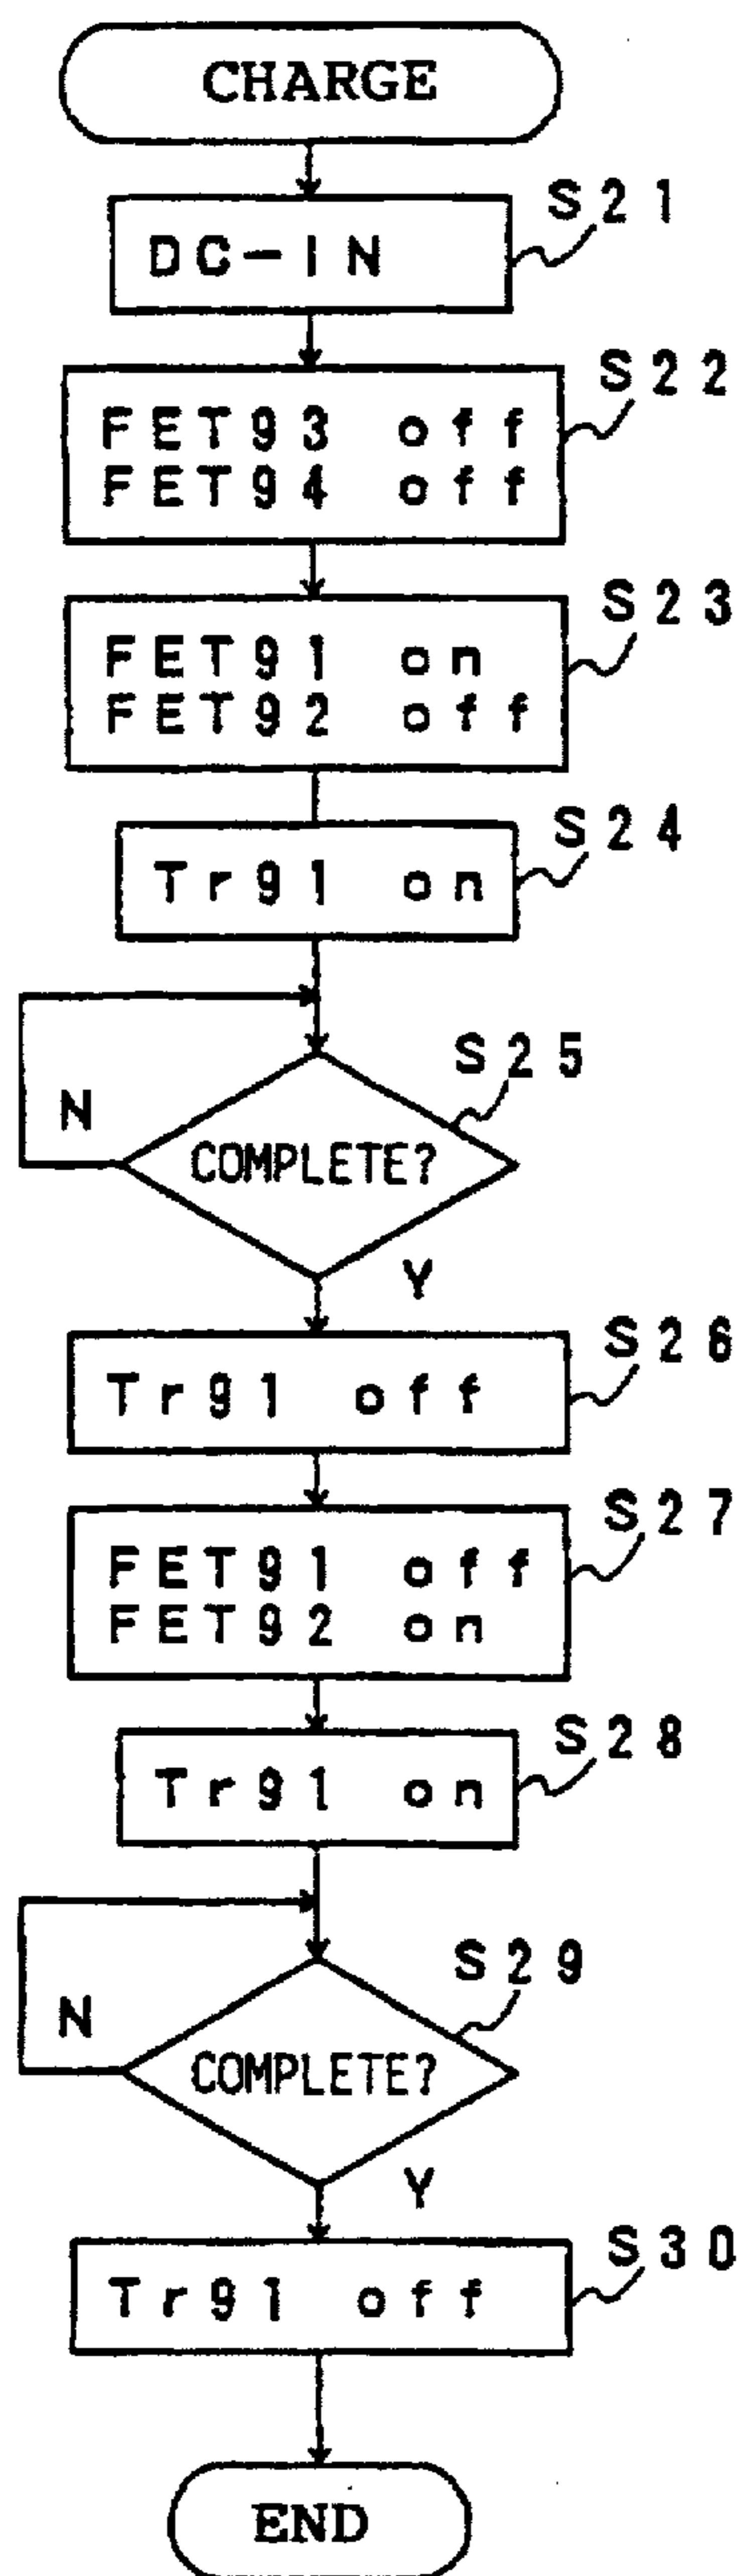 CHARGE
S21
DC-IN
S22
FET93 off
FET94 off
S23
FET91 on
FET92 off
S24
Tr91 on
S25
N
COMPLETE?
Y
S26
Tr91 off
S27
FET91 off
FET92 on
S28
Tr91 on
S29
N
COMPLETE?
Y
S30
Tr91 off
END